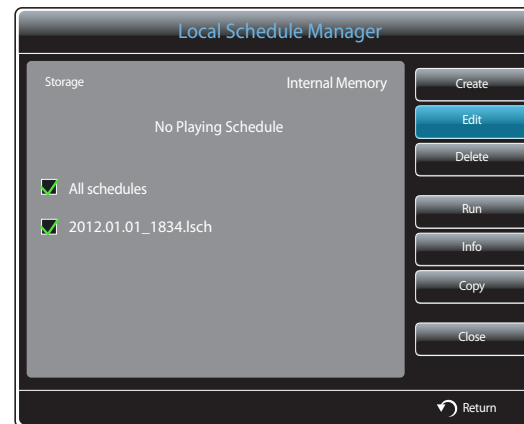 Local Schedule Manager
Storage Internal Memory
No Playing Schedule
All schedules
2012.01.01_1834.lsch
Create
Edit
Delete
Run
Info
Copy
Close
Return